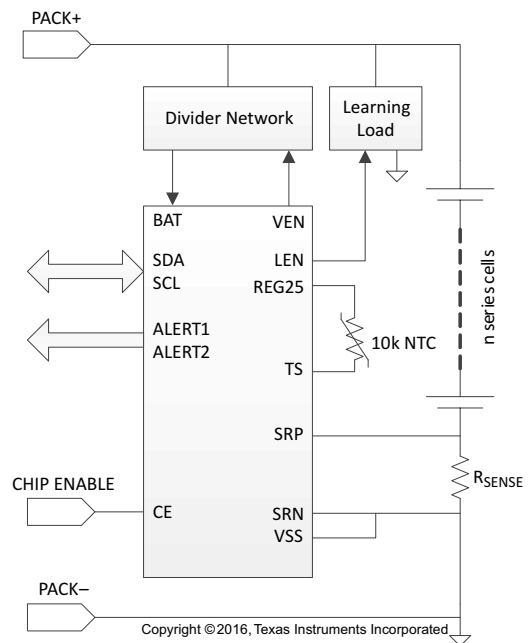 PACK+
Divider Network
Learning
Load
BAT
VEN
SDA
SCL
LEN
REG25
ALERT1
ALERT2
10k NTC
TS
n series cells
SRP
RSENSE
CHIP ENABLE
CE
SRN
VSS
PACK–
Copyright © 2016, Texas Instruments Incorporated